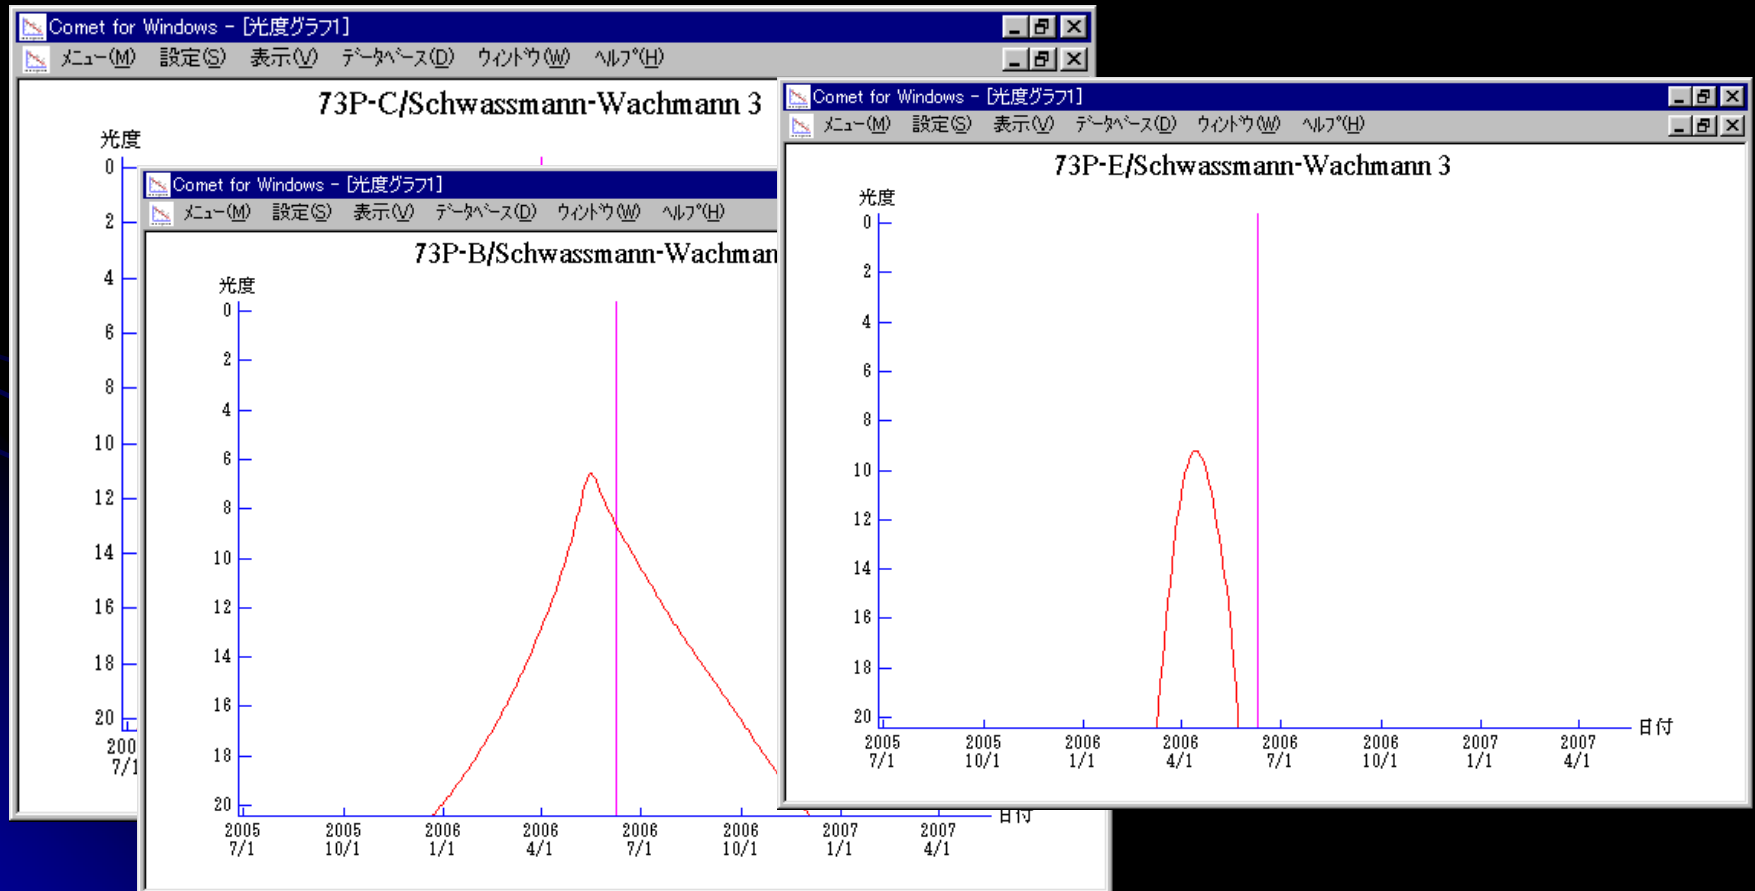 Comet for Windows - [光度グラフ1]
メニュー(M) 設定(S) 表示(V) データベース(D) ウィンドウ(W) ヘルプ(H)
73P-C/Schwassmann-Wachmann 3
光度
0
2
4
6
8
10
12
14
16
18
20
200
7/1
Comet for Windows - [光度グラフ1]
メニュー(M) 設定(S) 表示(V) データベース(D) ウィンドウ(W) ヘルプ(H)
73P-B/Schwassmann-Wachman
光度
0
2
4
6
8
10
12
14
16
18
20
2005 2005 2006 2006 2006 2006 2007 2007
7/1 10/1 1/1 4/1 7/1 10/1 1/1 4/1
日付
Comet for Windows - [光度グラフ1]
メニュー(M) 設定(S) 表示(V) データベース(D) ウィンドウ(W) ヘルプ(H)
73P-E/Schwassmann-Wachmann 3
光度
0
2
4
6
8
10
12
14
16
18
20
2005 2005 2006 2006 2006 2006 2007 2007
7/1 10/1 1/1 4/1 7/1 10/1 1/1 4/1
日付